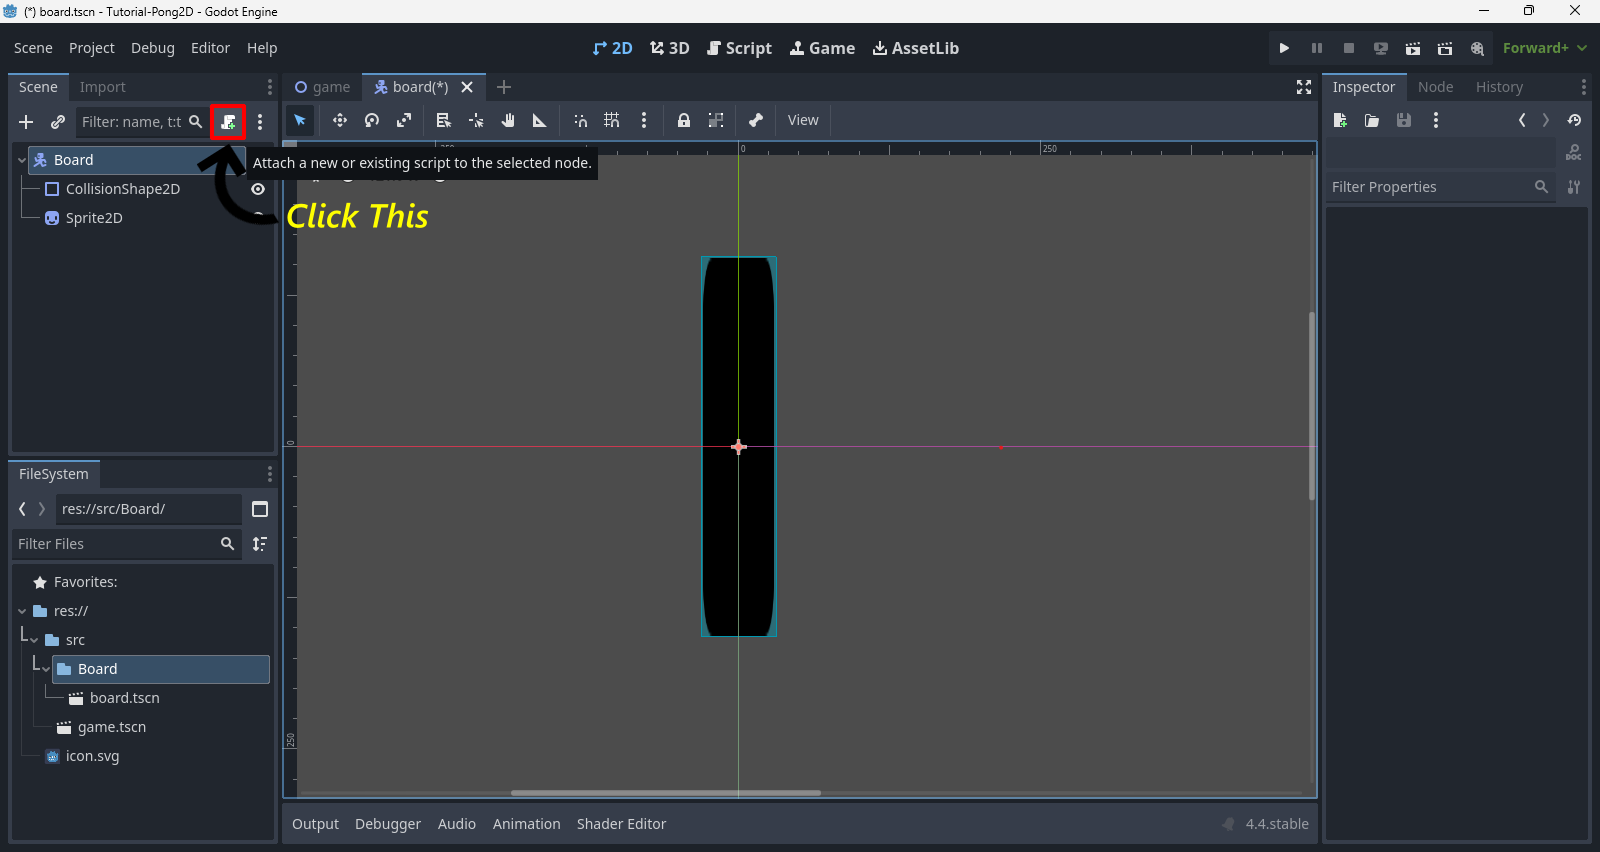 (*) board.tscn - Tutorial-Pong2D - Godot Engine
Scene Project Debug Editor Help
2D 3D Script Game AssetLib
Forward+
Scene Import
game board(*)
Inspector Node History
Filter: name, t:t
View
Board
Attach a new or existing script to the selected node.
CollisionShape2D
Sprite2D
Click This
Filter Properties
DOC
0
250
0
250
FileSystem
res://src/Board/
Filter Files
Favorites:
res://
src
Board
board.tscn
game.tscn
icon.svg
Output Debugger Audio Animation Shader Editor
4.4.stable